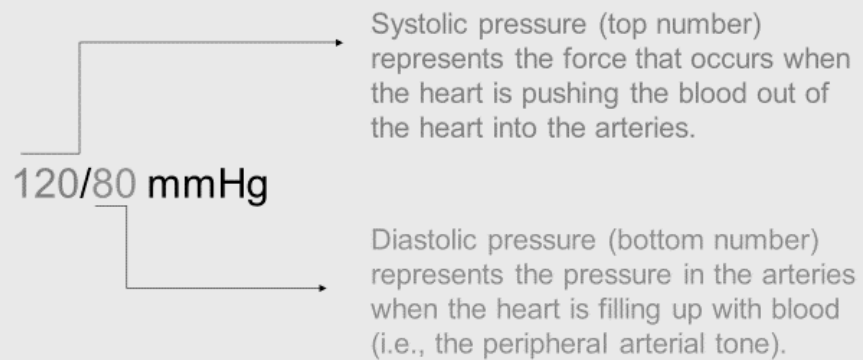 Systolic pressure (top number)
represents the force that occurs when
the heart is pushing the blood out of
the heart into the arteries.
120/80 mmHg
Diastolic pressure (bottom number)
represents the pressure in the arteries
when the heart is filling up with blood
(i.e., the peripheral arterial tone).